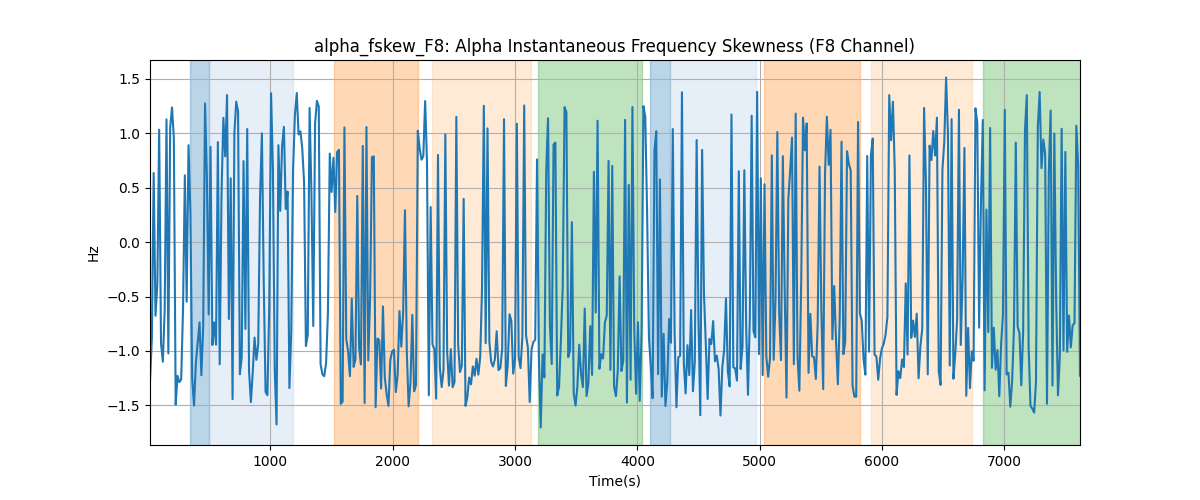 alpha_fskew_F8: Alpha Instantaneous Frequency Skewness (F8 Channel)
1.5
1.0
0.5
0.0
−0.5
−1.0
−1.5
Hz
1000 2000 3000 4000 5000 6000 7000
Time(s)